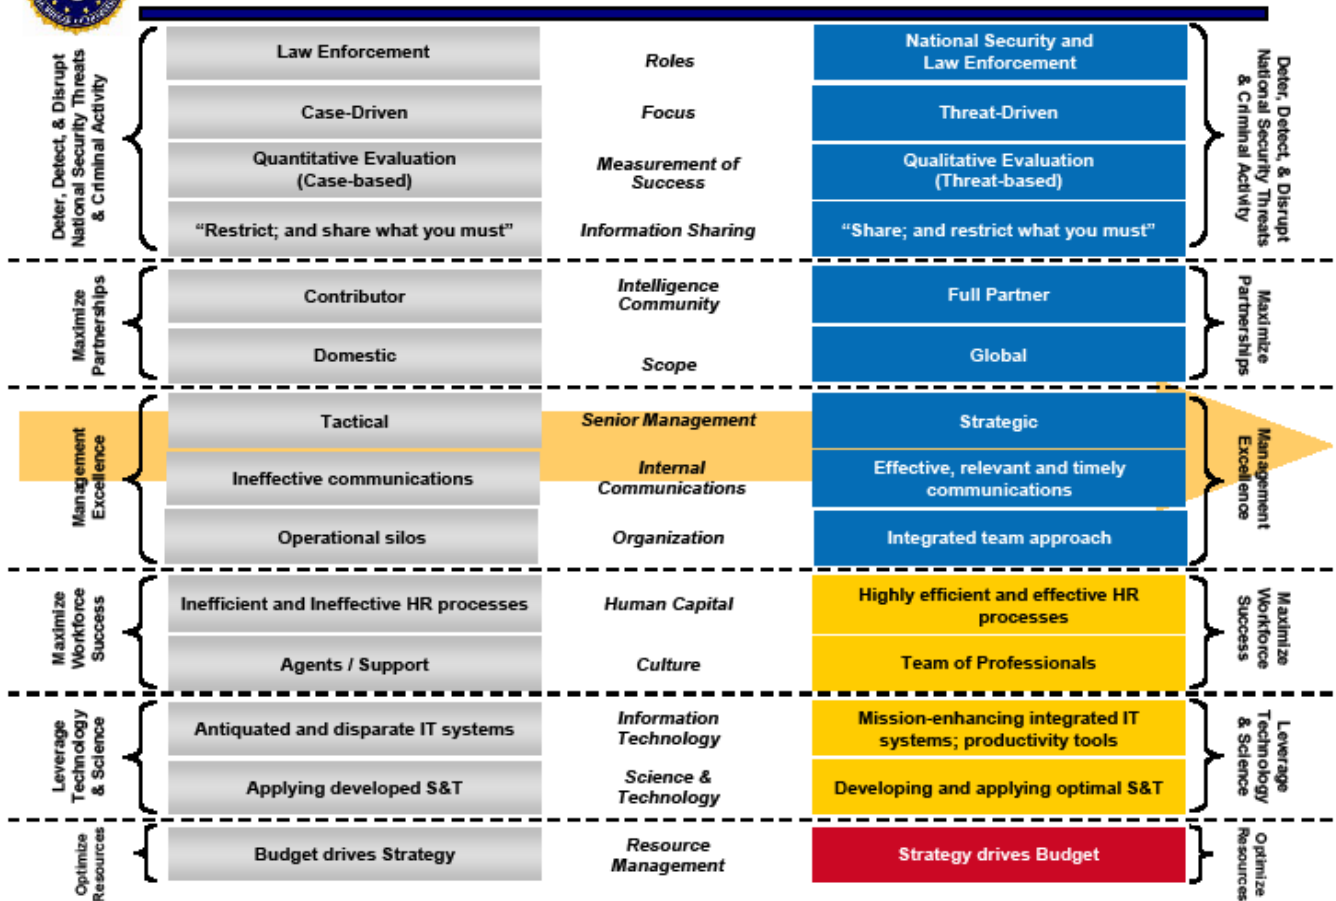 Deter, Detect, & Disrupt
National Security Threats
& Criminal Activity
Law Enforcement
Roles
National Security and
Law Enforcement
Deter, Detect, & Disrupt
National Security Threats
& Criminal Activity
Case-Driven
Focus
Threat-Driven
Quantitative Evaluation
(Case-based)
Measurement of
Success
Qualitative Evaluation
(Threat-based)
“Restrict; and share what you must”
Information Sharing
“Share; and restrict what you must”
Maximize
Partnerships
Contributor
Intelligence
Community
Full Partner
Maximize
Partnerships
Domestic
Scope
Global
Management
Excellence
Tactical
Senior Management
Strategic
Management
Excellence
Ineffective communications
Internal
Communications
Effective, relevant and timely
communications
Operational silos
Organization
Integrated team approach
Maximize
Workforce
Success
Inefficient and Ineffective HR processes
Human Capital
Highly efficient and effective HR
processes
Maximize
Workforce
Success
Agents / Support
Culture
Team of Professionals
Leverage
Technology
& Science
Antiquated and disparate IT systems
Information
Technology
Mission-enhancing integrated IT
systems; productivity tools
Leverage
Technology
& Science
Applying developed S&T
Science &
Technology
Developing and applying optimal S&T
Optimize
Resources
Budget drives Strategy
Resource
Management
Strategy drives Budget
Optimize
Resources